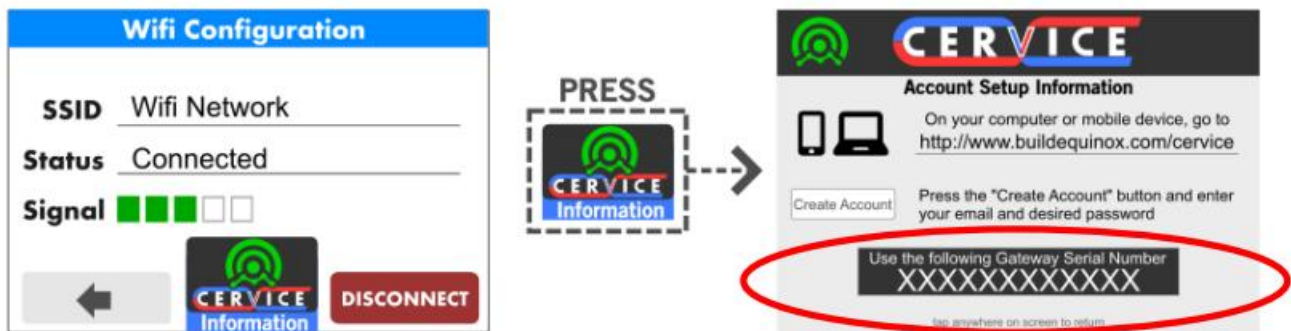 Wifi Configuration
SSID Wifi Network
Status Connected
Signal
CERVICE
Information
DISCONNECT
PRESS
CERVICE
Information
CERVICE
Account Setup Information
On your computer or mobile device, go to
http://www.buildequinox.com/cervice
Create Account
Press the "Create Account" button and enter
your email and desired password
Use the following Gateway Serial Number
XXXXXXXXXXXX
tap anywhere on screen to return